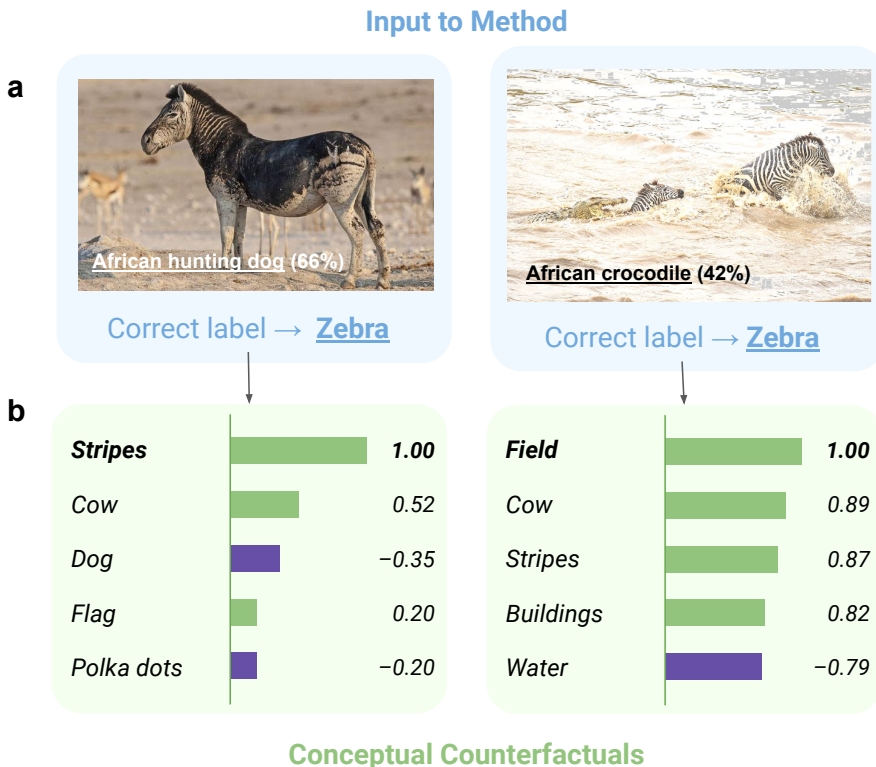 Input to Method
a
African hunting dog (66%)
Correct label → Zebra
African crocodile (42%)
Correct label → Zebra
b
Stripes 1.00
Cow 0.52
Dog −0.35
Flag 0.20
Polka dots −0.20
Field 1.00
Cow 0.89
Stripes 0.87
Buildings 0.82
Water −0.79
Conceptual Counterfactuals